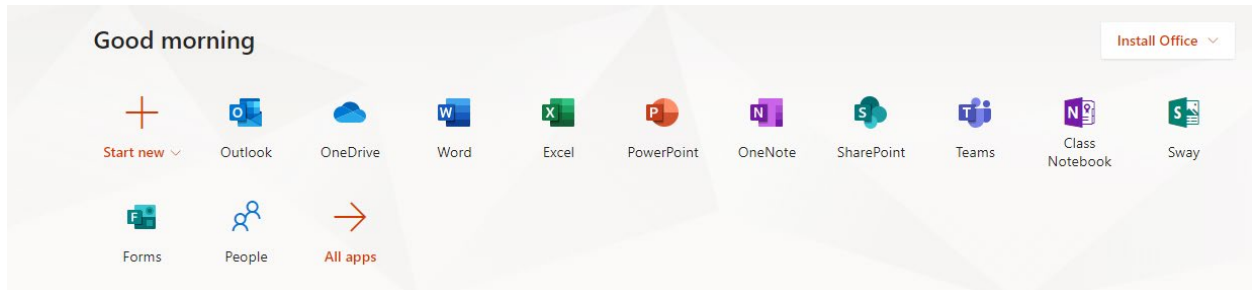 Good morning
Install Office
Start new
Outlook
OneDrive
Word
Excel
PowerPoint
OneNote
SharePoint
Teams
Class
Notebook
Sway
Forms
People
All apps
O
W
X
P
N
S
T
N
S
F